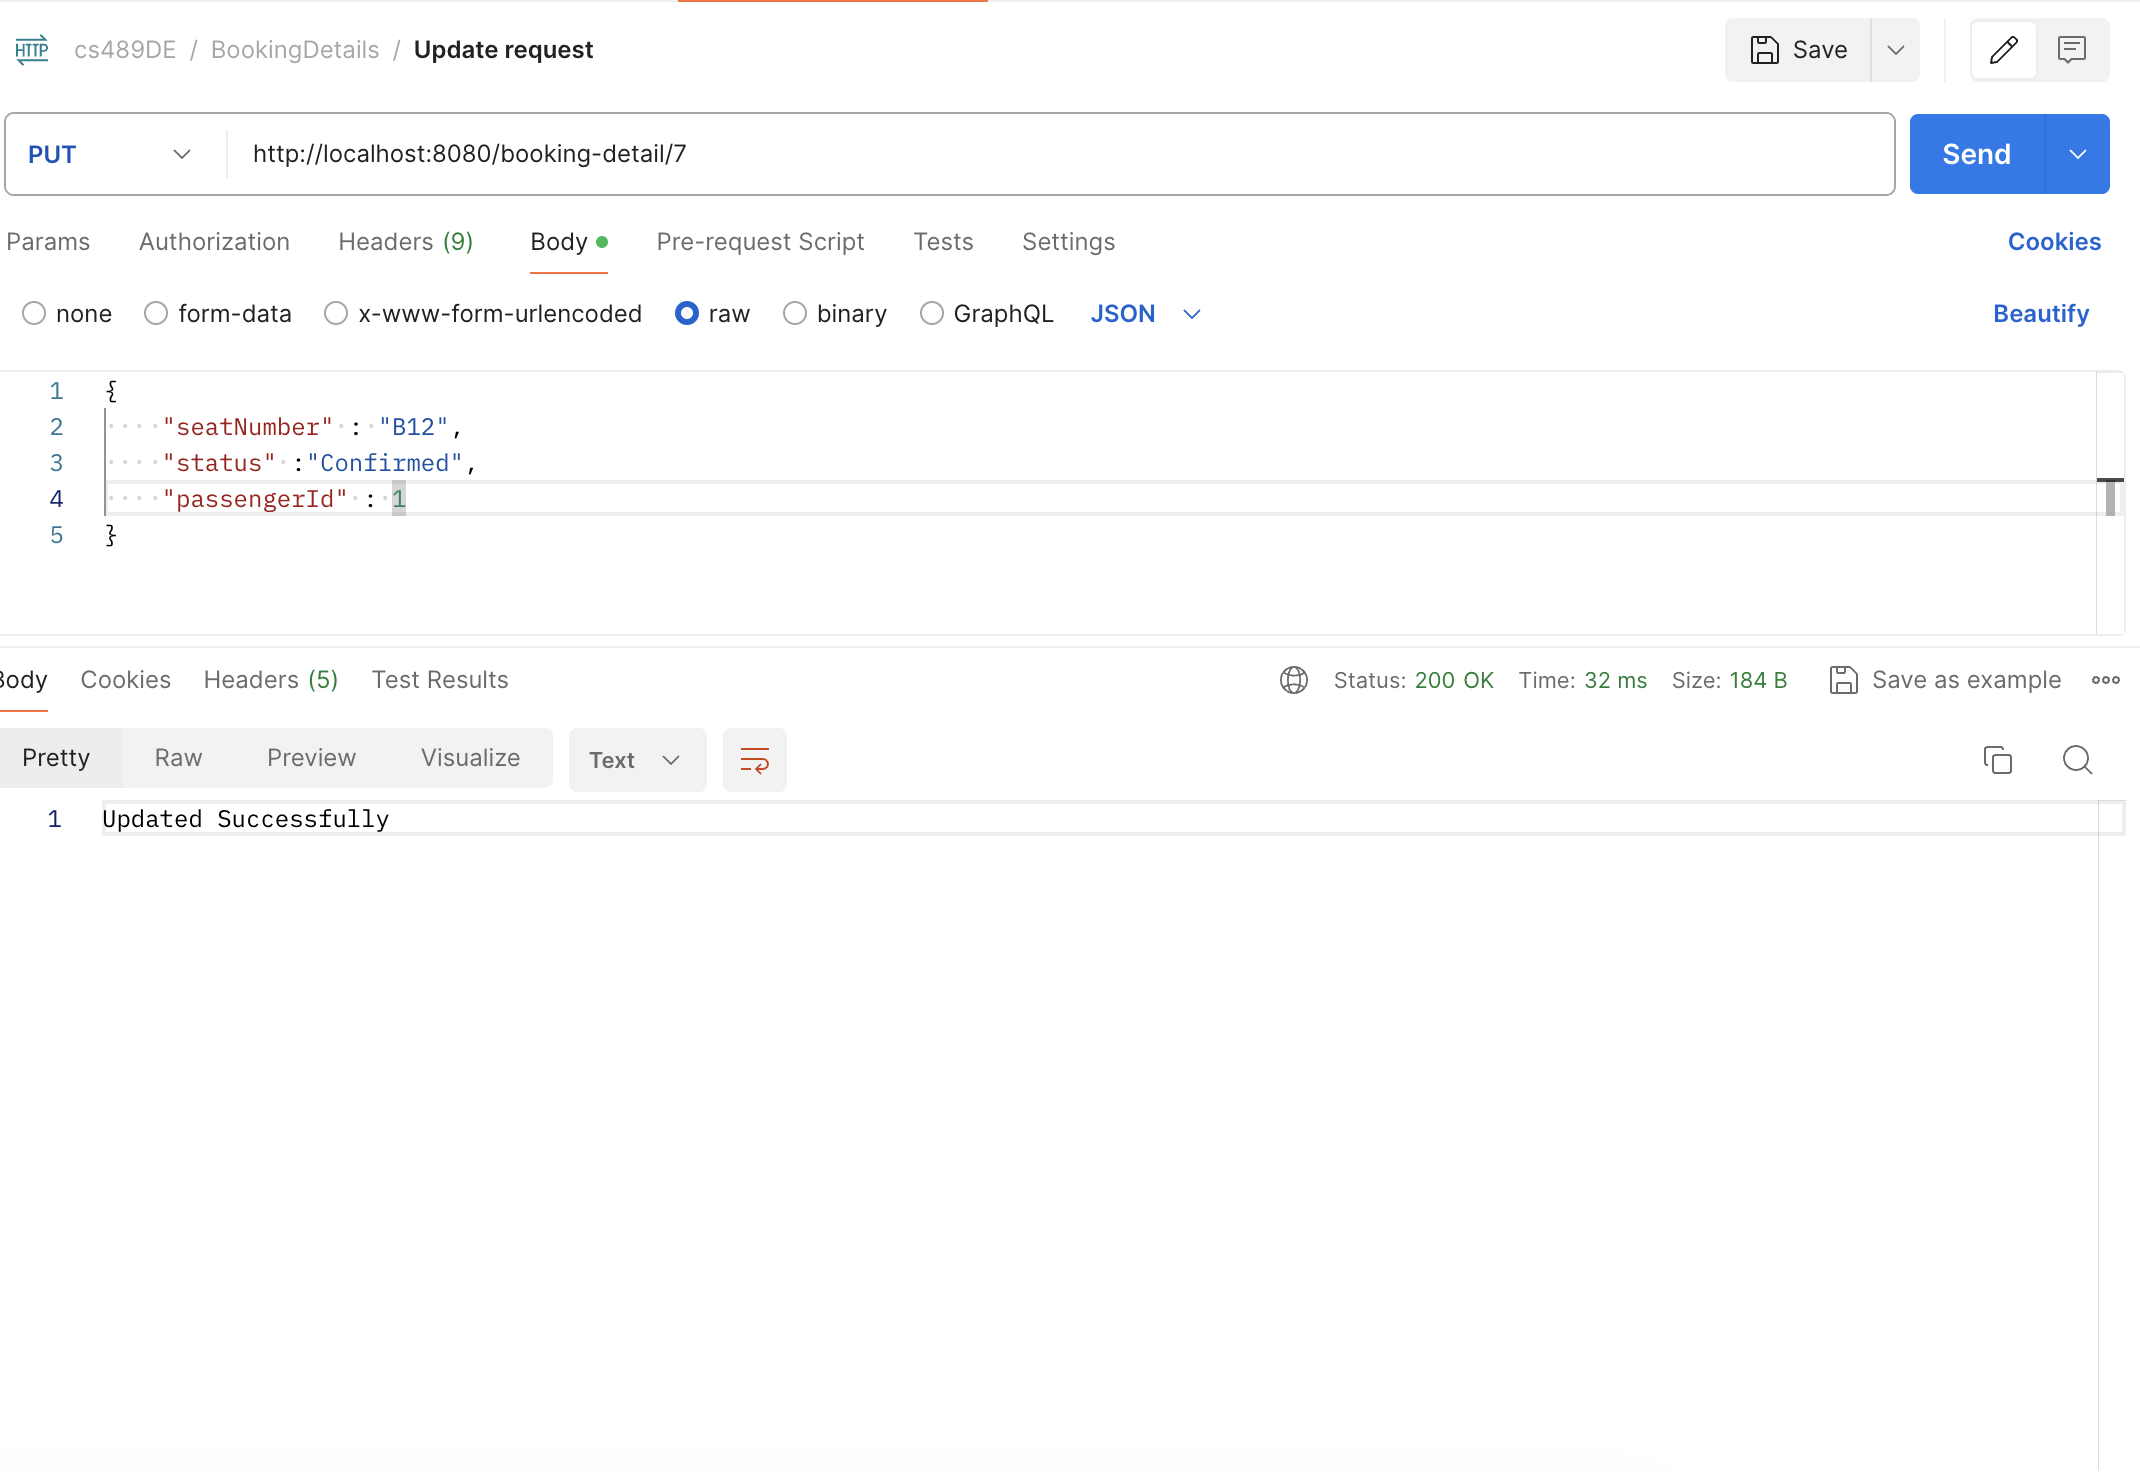 HTTP cs489DE / BookingDetails / Update request Save
PUT http://localhost:8080/booking-detail/7 Send
Params Authorization Headers (9) Body Pre-request Script Tests Settings Cookies
none form-data x-www-form-urlencoded raw binary GraphQL JSON Beautify
1 {
2 "seatNumber" : "B12",
3 "status" :"Confirmed",
4 "passengerId" : 1
5 }
Body Cookies Headers (5) Test Results Status: 200 OK Time: 32 ms Size: 184 B Save as example
Pretty Raw Preview Visualize Text
1 Updated Successfully